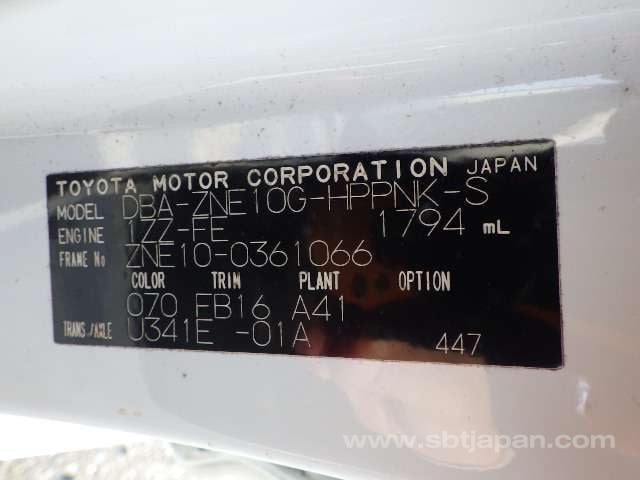 TOYOTA MOTOR CORPORATION JAPAN
MODEL DBA-ZNE10G-HPPNK-S
ENGINE 1ZZ-FE 1794 mL
FRAME No ZNE10-0361066
COLOR TRIM PLANT OPTION
070 FB16 A41
TRANS./AXLE U341E -01A
447
www.sbtjapan.com